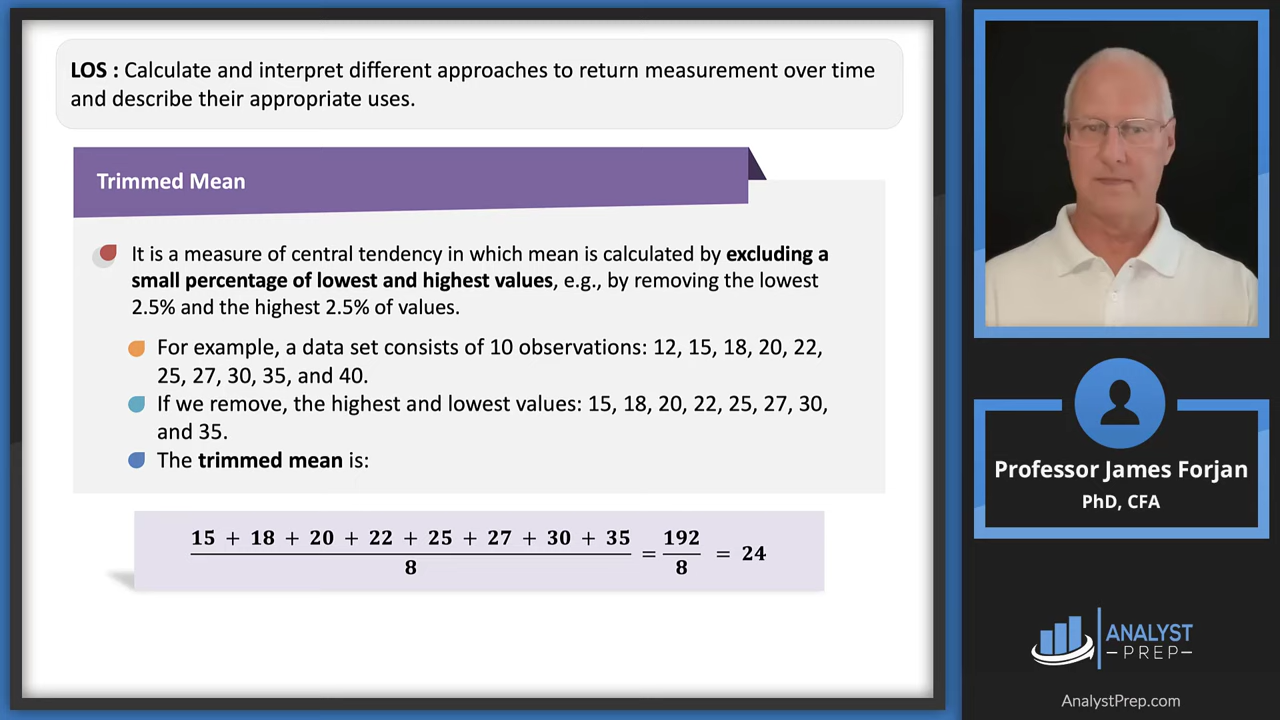 LOS : Calculate and interpret different approaches to return measurement over time
and describe their appropriate uses.
Trimmed Mean
It is a measure of central tendency in which mean is calculated by excluding a
small percentage of lowest and highest values, e.g., by removing the lowest
2.5% and the highest 2.5% of values.
For example, a data set consists of 10 observations: 12, 15, 18, 20, 22,
25, 27, 30, 35, and 40.
If we remove, the highest and lowest values: 15, 18, 20, 22, 25, 27, 30,
and 35.
The trimmed mean is:
15 + 18 + 20 + 22 + 25 + 27 + 30 + 35
8
= 192
8
= 24
Professor James Forjan
PhD, CFA
ANALYST
PREP
AnalystPrep.com